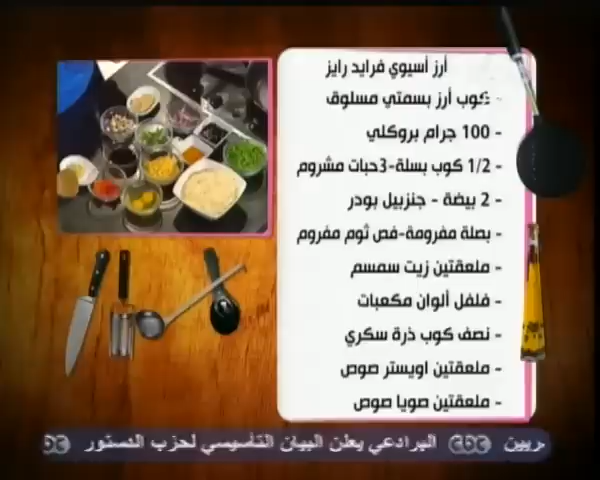 أرز أسيوي فرايد رايز
- كوب أرز بسمتي مسلوق
- 100 جرام بروكلي
- 1/2 كوب بسلة-3حبات مشروم
- 2 بيضة - جنزبيل بودر
- بصلة مفرومة-فص ثوم مفروم
- ملعقتين زيت سمسم
- فلفل ألوان مكعبات
- نصف كوب ذرة سكري
- ملعقتين اويستر صوص
- ملعقتين صويا صوص
cbc البرادعي يعلن البيان التأسيسي لحزب الدستور